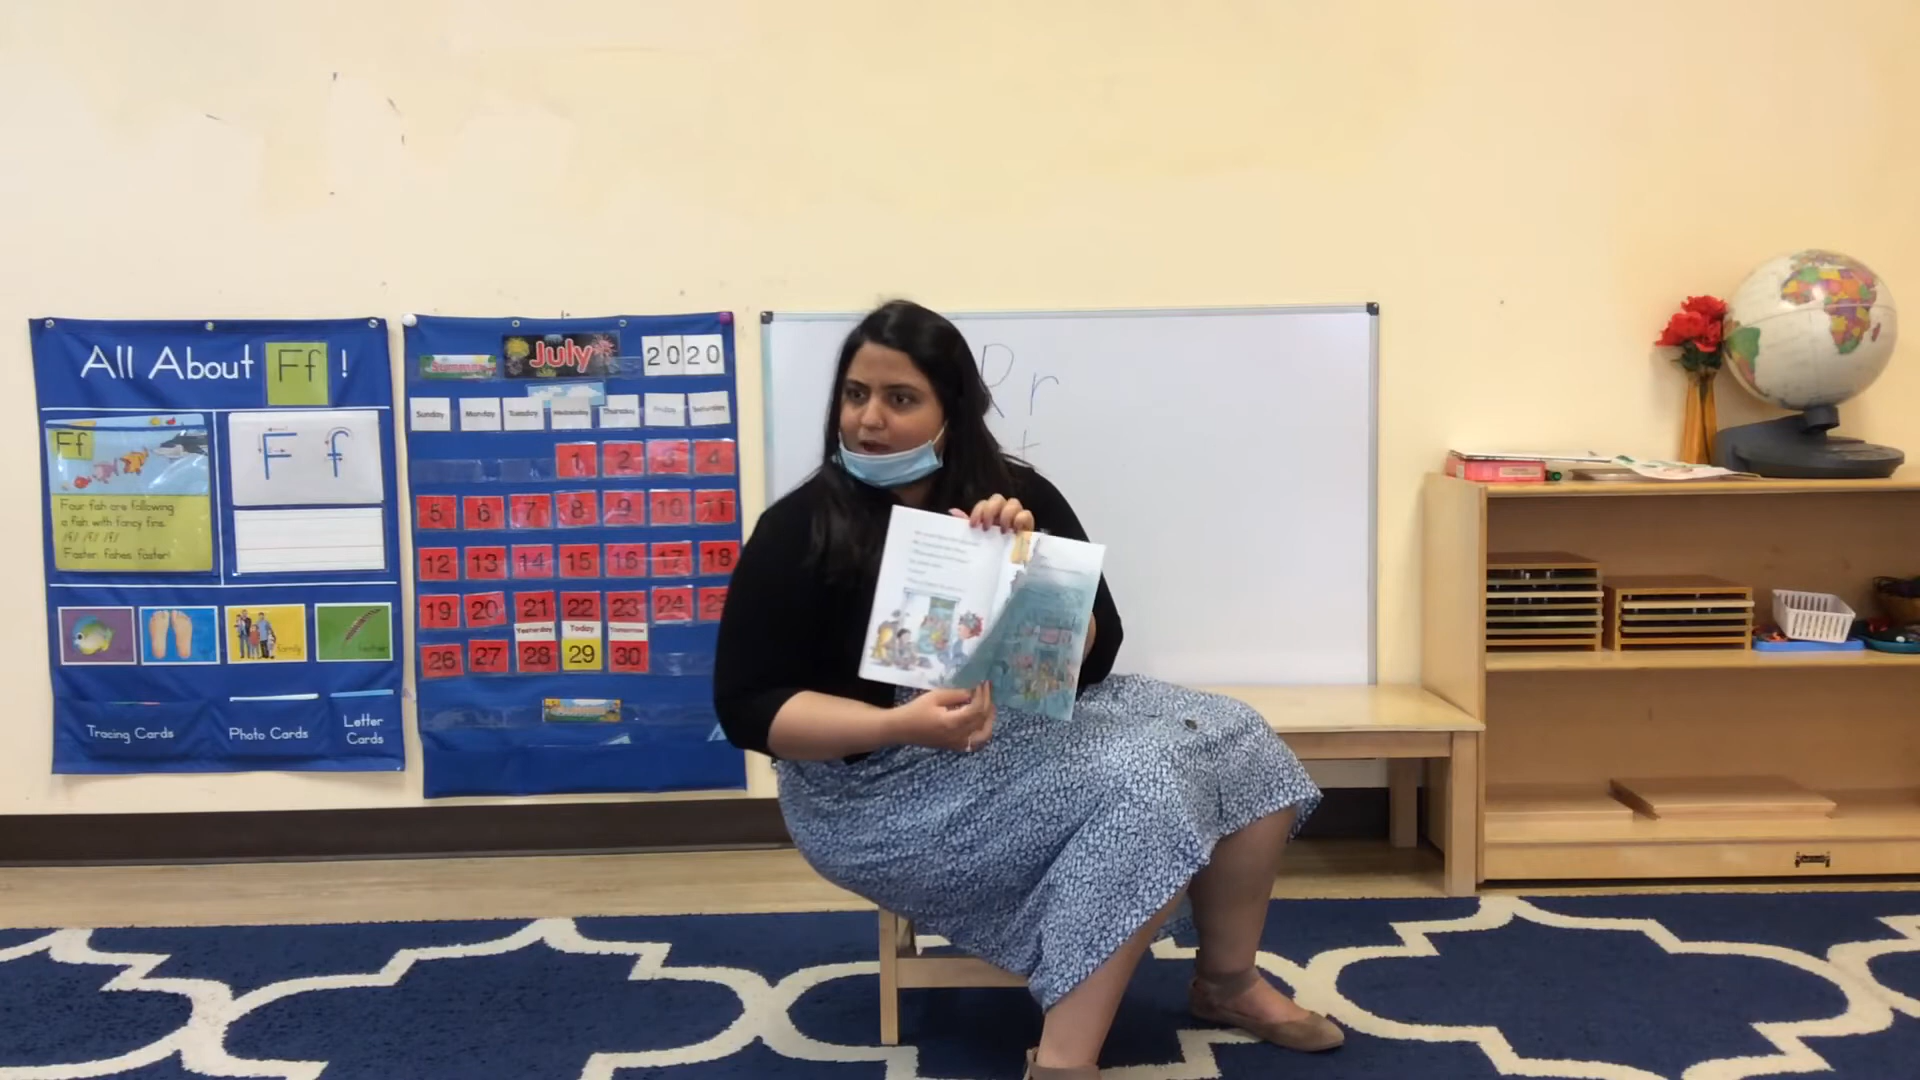 All About Ff !
Ff
Four fish are following
a fish with fancy fins.
/f/ /f/ /f/
Faster fishes faster!
F f
family
feather
Tracing Cards
Photo Cards
Letter
Cards
Summer
July
2020
Sunday Monday Tuesday Wednesday Thursday Friday Saturday
1 2 3 4
5 6 7 8 9 10 11
12 13 14 15 16 17 18
19 20 21 22 23 24 25
Yesterday Today Tomorrow
26 27 28 29 30
Summer
R r